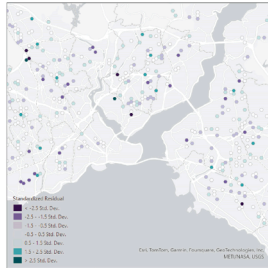 Standardized Residual
< -2.5 Std. Dev.
-2.5 - -1.5 Std. Dev.
-1.5 - -0.5 Std. Dev.
-0.5 - 0.5 Std. Dev.
0.5 - 1.5 Std. Dev.
1.5 - 2.5 Std. Dev.
> 2.5 Std. Dev.
Esri, TomTom, Garmin, Foursquare, GeoTechnologies, Inc,
METI/NASA, USGS